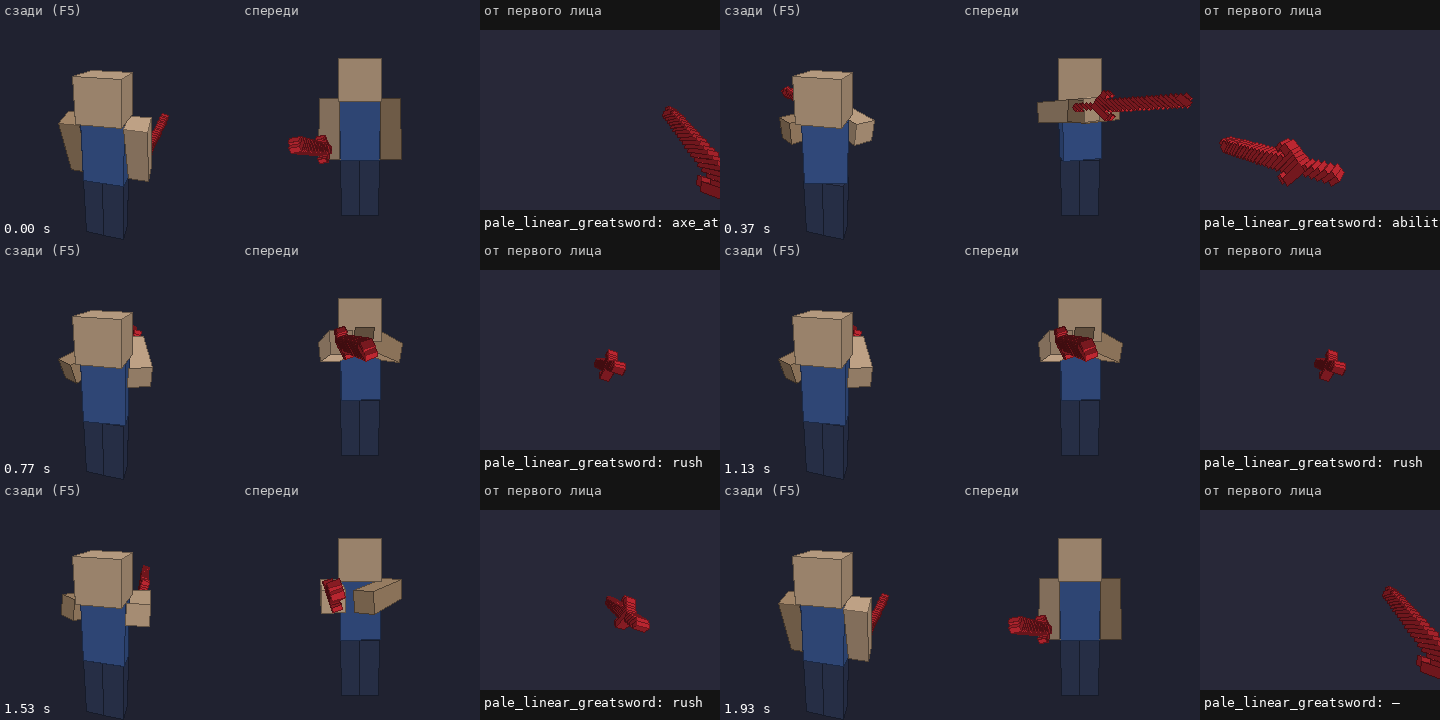 сзади (F5) спереди от первого лица сзади (F5) спереди от первого лица
0.00 s pale_linear_greatsword: axe_at 0.37 s pale_linear_greatsword: abilit
сзади (F5) спереди от первого лица сзади (F5) спереди от первого лица
0.77 s pale_linear_greatsword: rush 1.13 s pale_linear_greatsword: rush
сзади (F5) спереди от первого лица сзади (F5) спереди от первого лица
1.53 s pale_linear_greatsword: rush 1.93 s pale_linear_greatsword: —